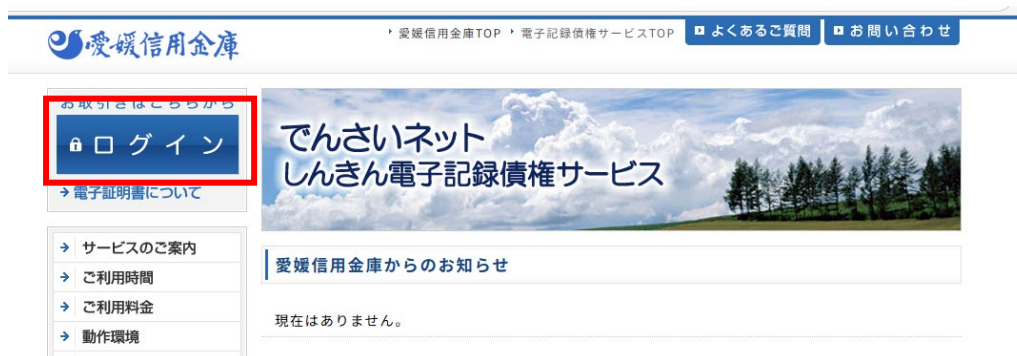 愛媛信用金庫
愛媛信用金庫TOP 電子記録債権サービスTOP よくあるご質問 お問い合わせ
お取引きはこちらから
ログイン
電子証明書について
でんさいネット
しんきん電子記録債権サービス
サービスのご案内
ご利用時間
ご利用料金
動作環境
愛媛信用金庫からのお知らせ
現在はありません。